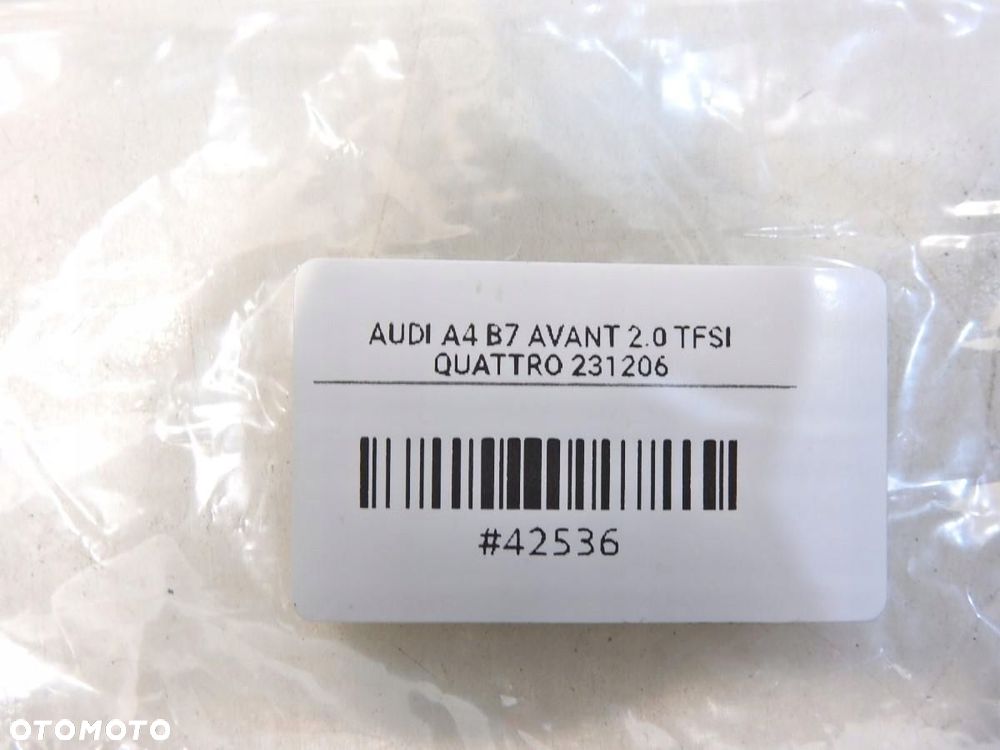 AUDI A4 B7 AVANT 2.0 TFSI
QUATTRO 231206
#42536
OTOMOTO